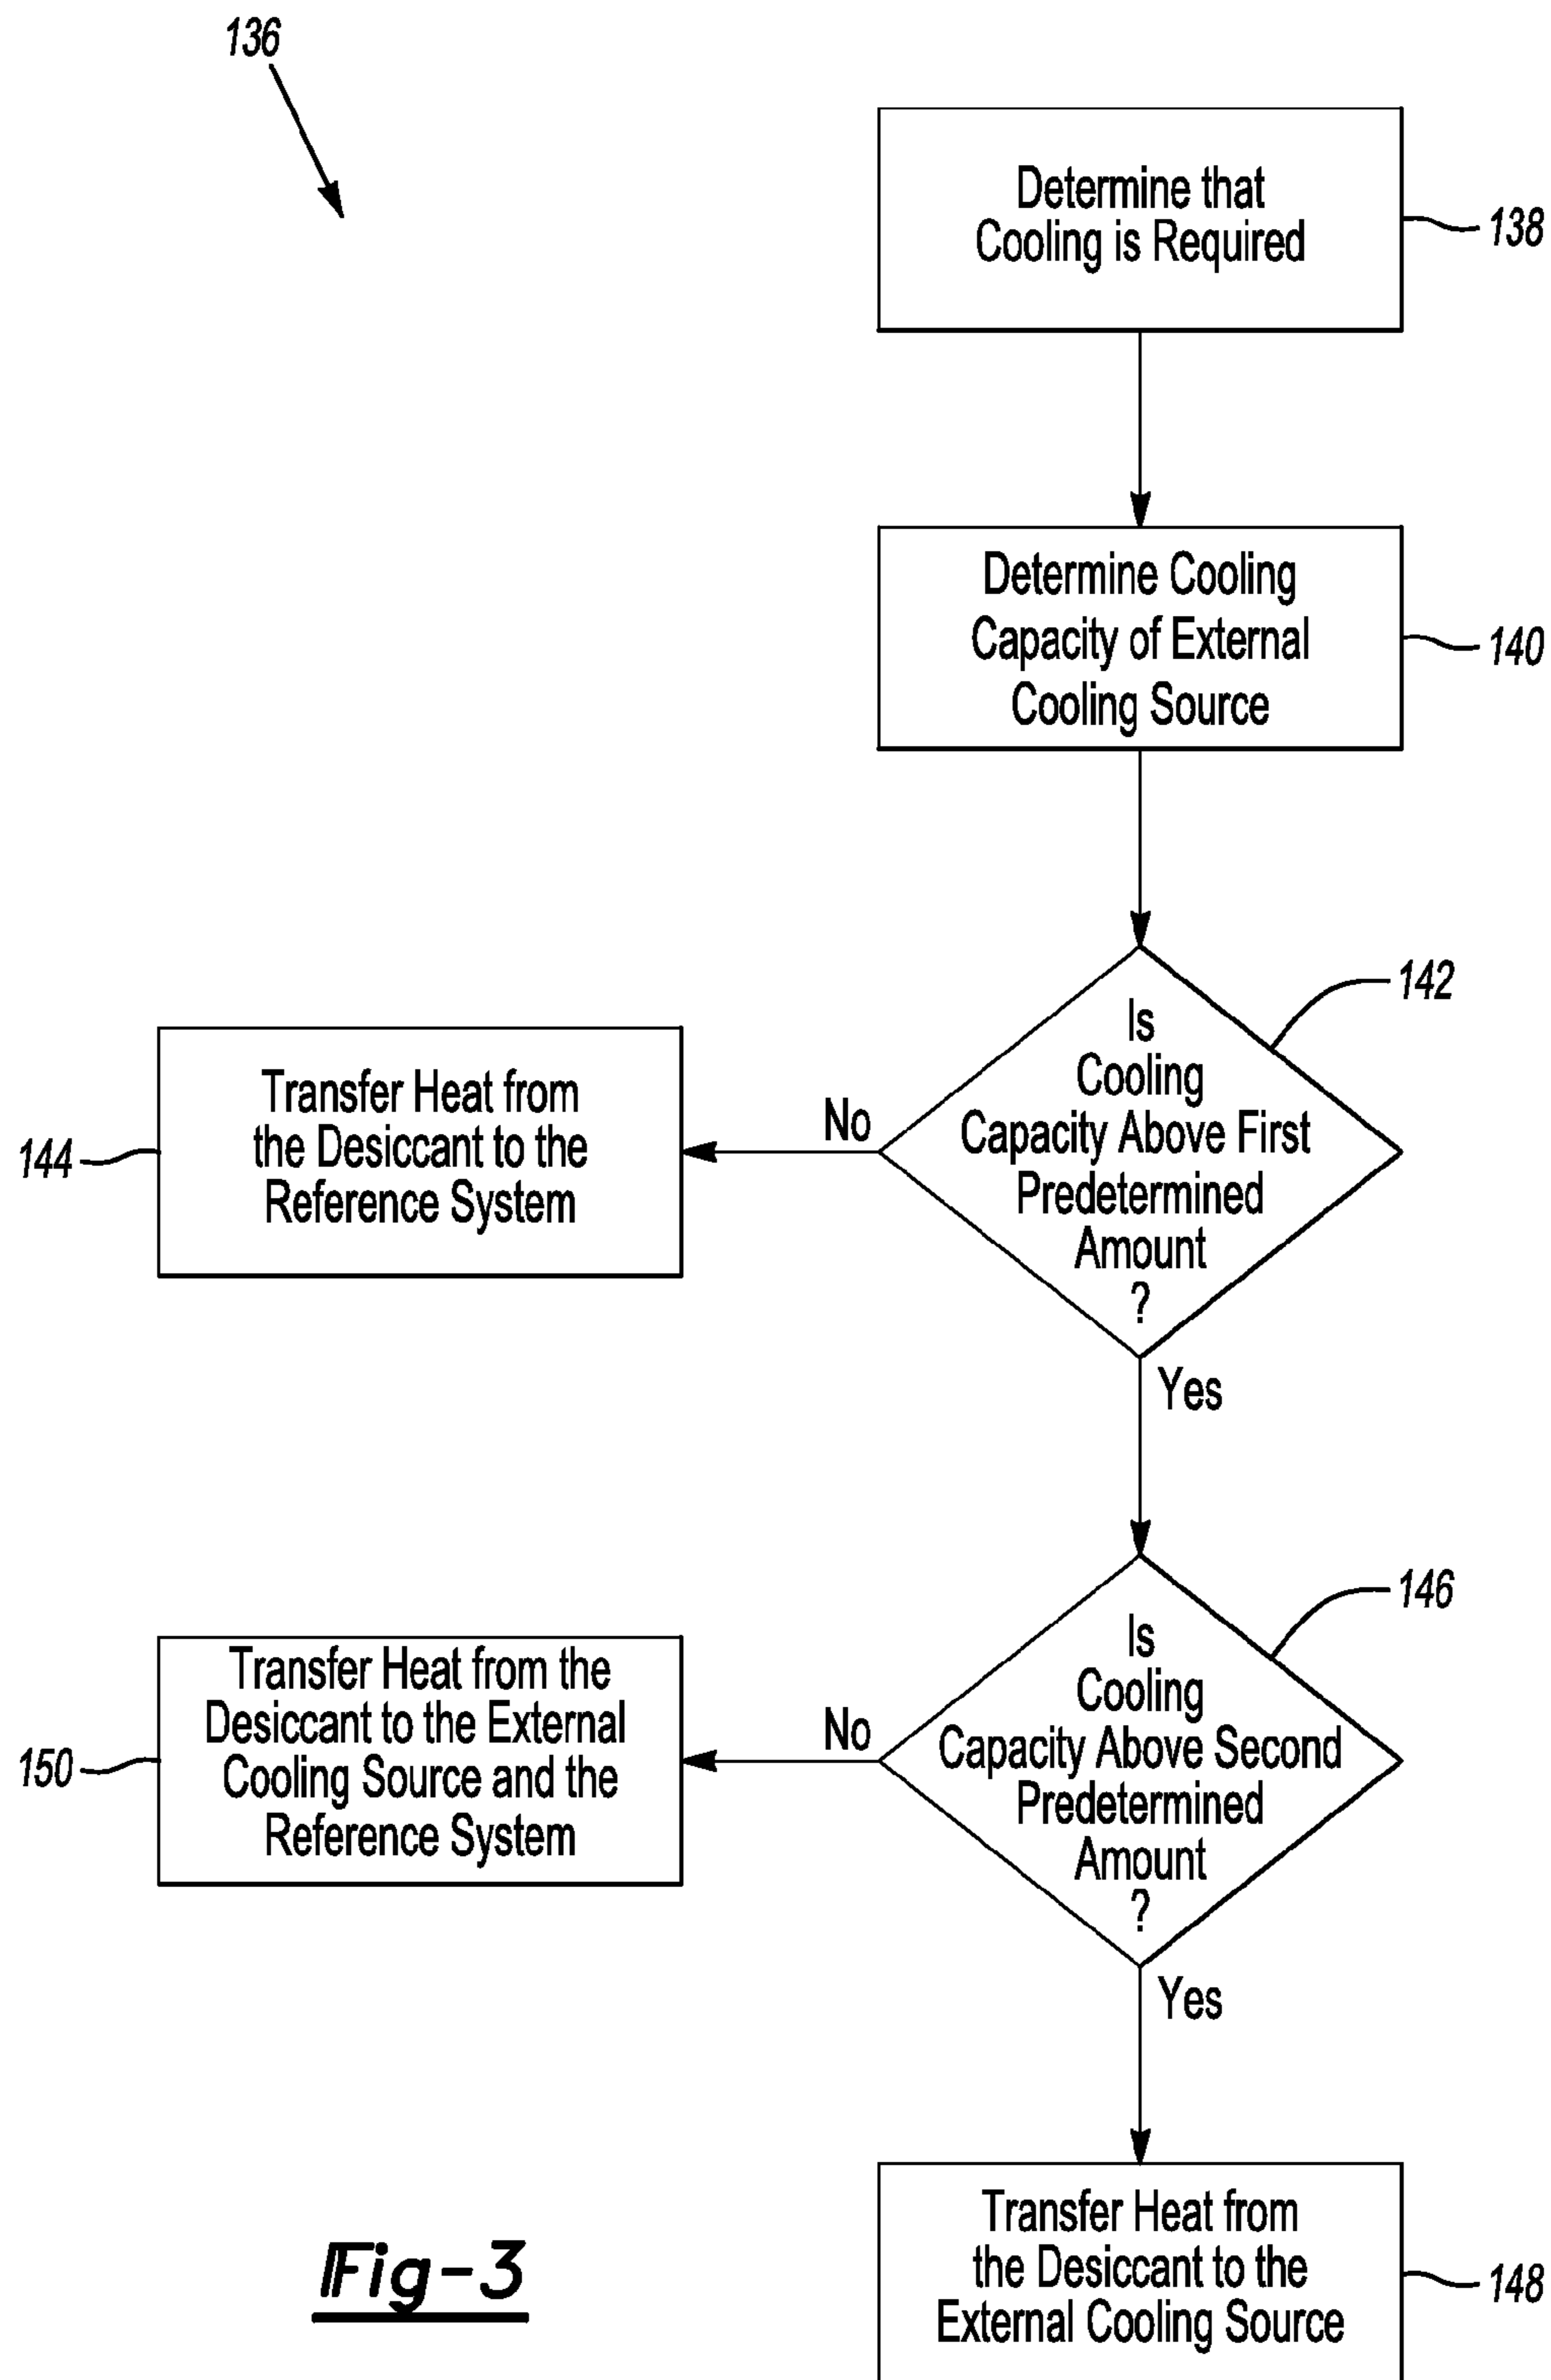 136
Determine that
Cooling is Required
138
Determine Cooling
Capacity of External
Cooling Source
140
Is
Cooling
Capacity Above First
Predetermined
Amount
?
142
No
Transfer Heat from
the Desiccant to the
Reference System
144
Yes
Is
Cooling
Capacity Above Second
Predetermined
Amount
?
146
No
Transfer Heat from the
Desiccant to the External
Cooling Source and the
Reference System
150
Yes
Transfer Heat from
the Desiccant to the
External Cooling Source
148
Fig-3